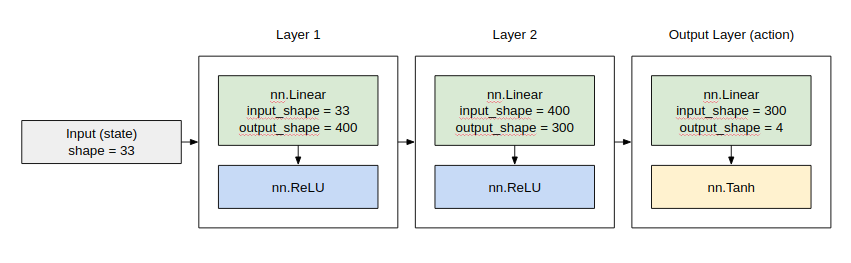 Layer 1
Layer 2
Output Layer (action)
Input (state)
shape = 33
nn.Linear
input_shape = 33
output_shape = 400
nn.ReLU
nn.Linear
input_shape = 400
output_shape = 300
nn.ReLU
nn.Linear
input_shape = 300
output_shape = 4
nn.Tanh